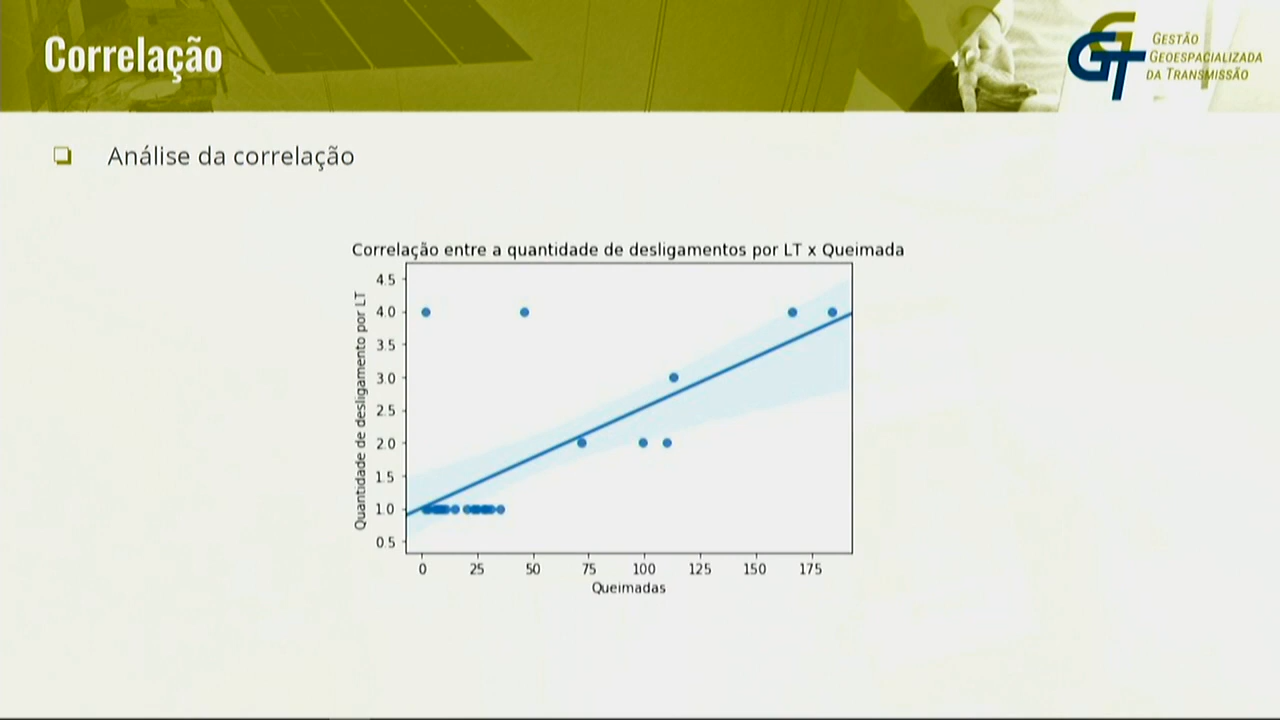 Correlação
GESTÃO
GEOESPACIALIZADA
DA TRANSMISSÃO
Análise da correlação
Correlação entre a quantidade de desligamentos por LT x Queimada
Quantidade de desligamento por LT
4.5
4.0
3.5
3.0
2.5
2.0
1.5
1.0
0.5
0 25 50 75 100 125 150 175
Queimadas